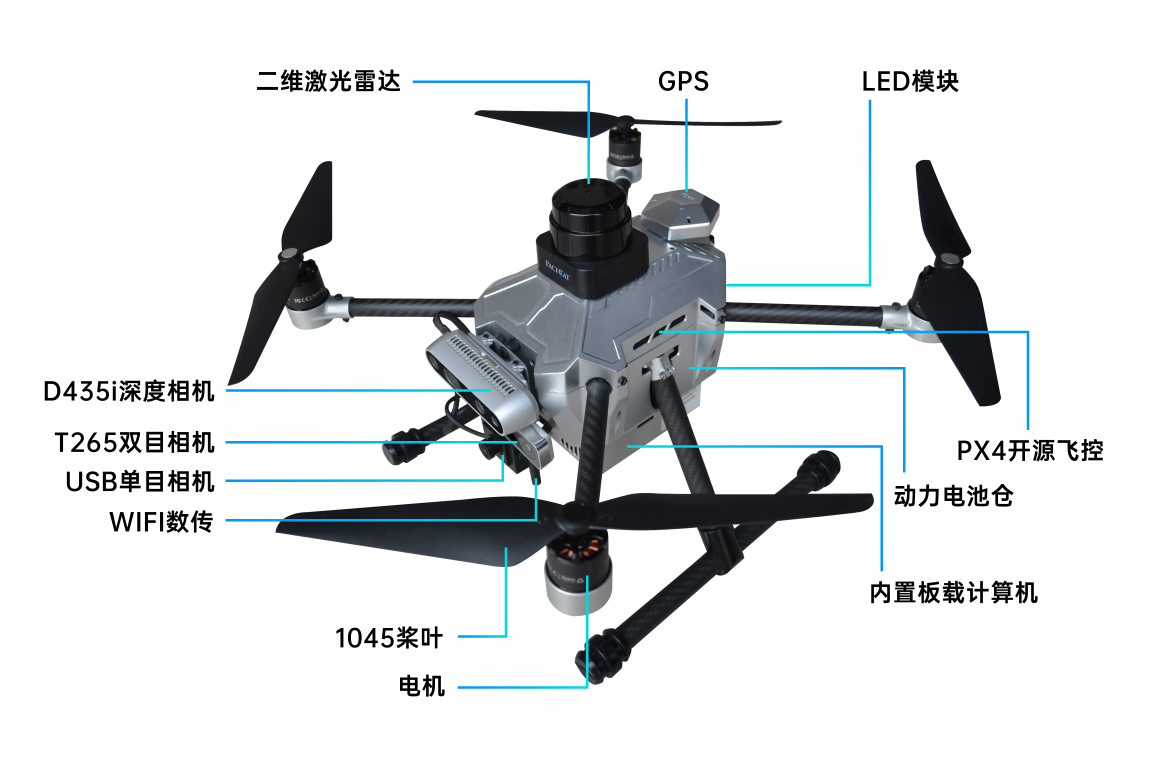 二维激光雷达
GPS
LED模块
D435i深度相机
T265双目相机
USB单目相机
WIFI数传
1045桨叶
电机
PX4开源飞控
动力电池仓
内置板载计算机